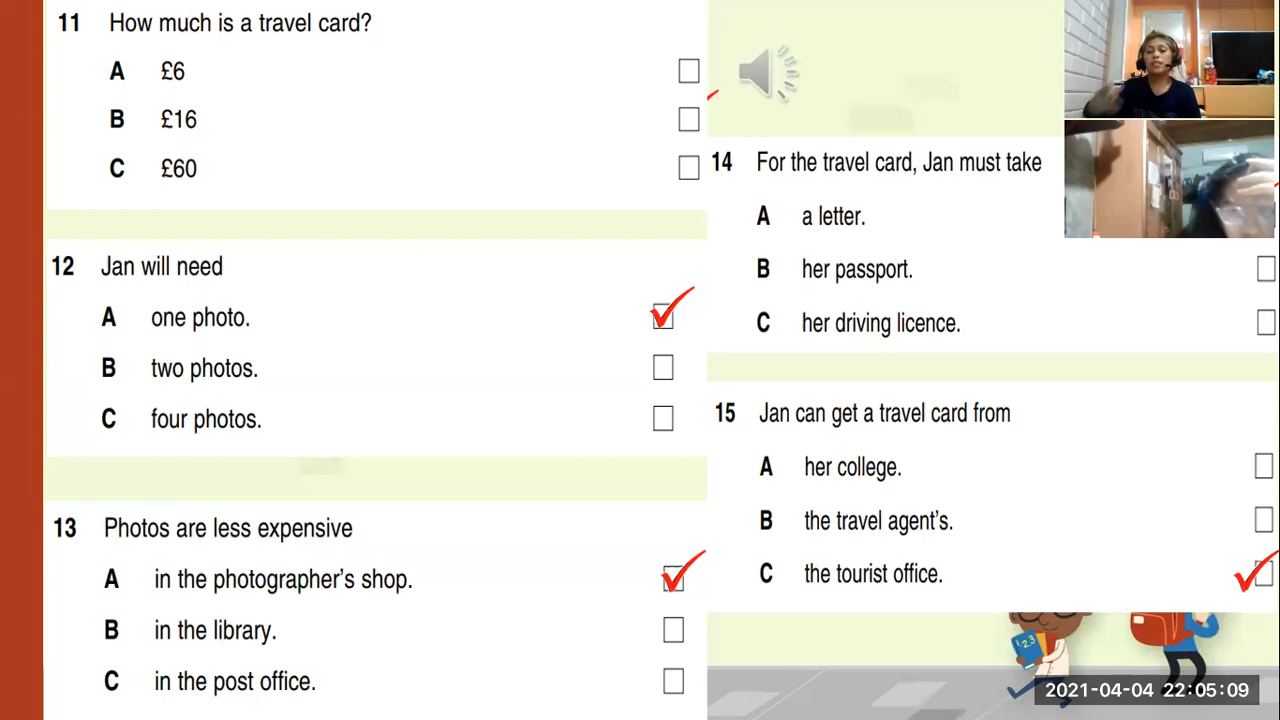 11 How much is a travel card?
A £6
B £16
C £60
12 Jan will need
A one photo.
B two photos.
C four photos.
13 Photos are less expensive
A in the photographer's shop.
B in the library.
C in the post office.
14 For the travel card, Jan must take
A a letter.
B her passport.
C her driving licence.
15 Jan can get a travel card from
A her college.
B the travel agent's.
C the tourist office.
1 2 3
2021-04-04 22:05:09